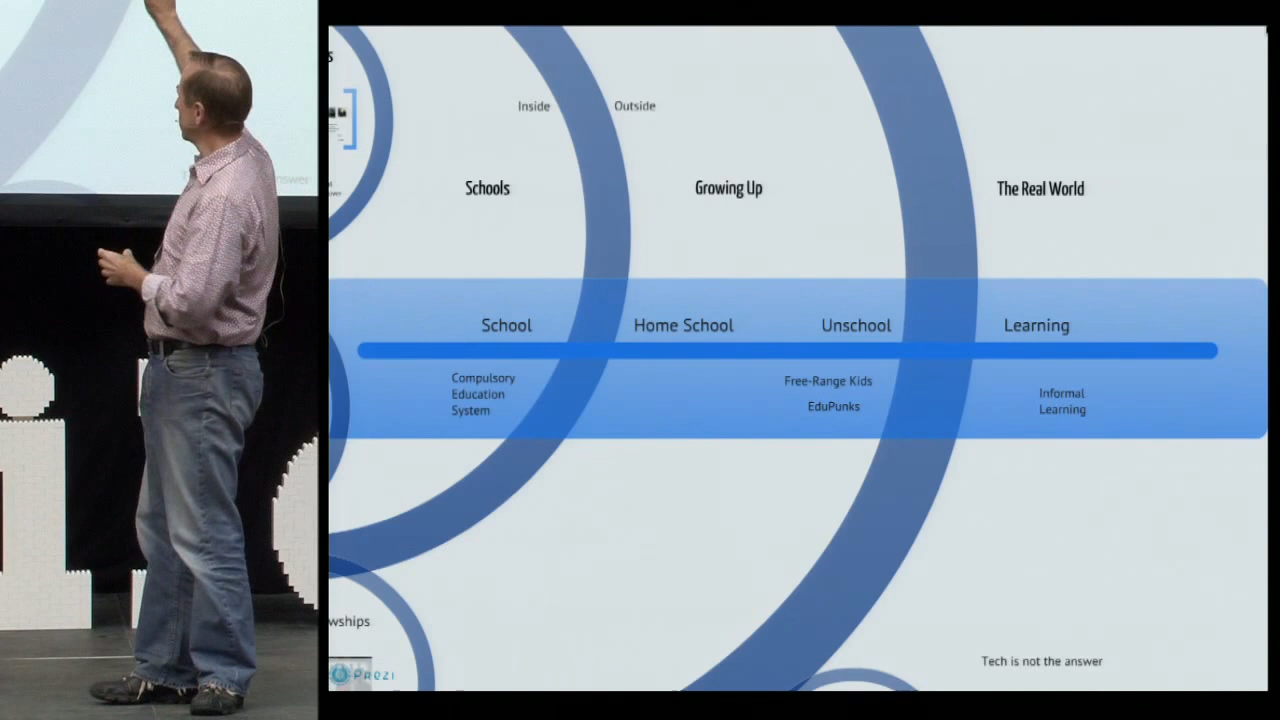 Inside
Outside
Schools
Growing Up
The Real World
School
Home School
Unschool
Learning
Compulsory
Education
System
Free-Range Kids
EduPunks
Informal
Learning
wships
Prezi
Tech is not the answer